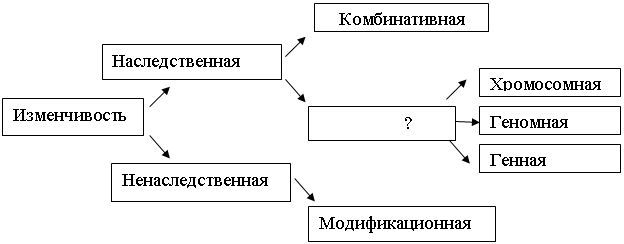 Комбинативная
Наследственная
Хромосомная
Изменчивость
?
Геномная
Генная
Ненаследственная
Модификационная